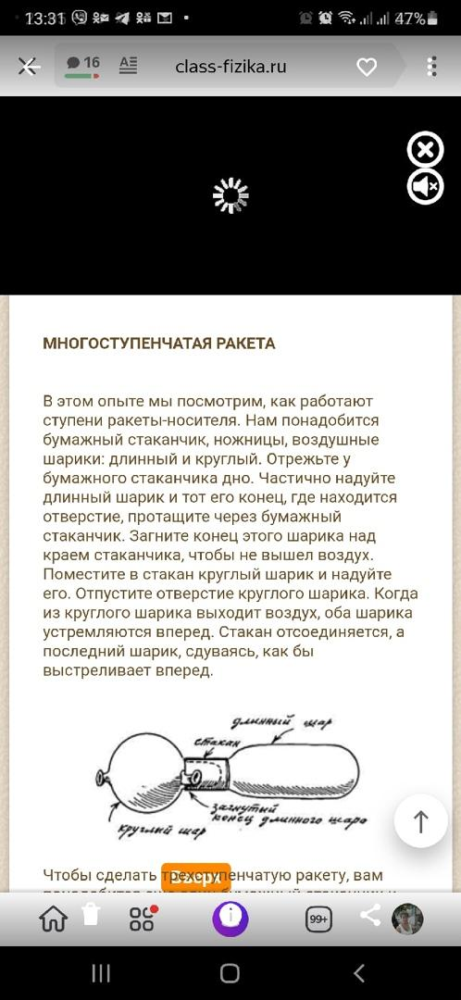 13:31
47%
16
class-fizika.ru
МНОГОСТУПЕНЧАТАЯ РАКЕТА
В этом опыте мы посмотрим, как работают
ступени ракеты-носителя. Нам понадобится
бумажный стаканчик, ножницы, воздушные
шарики: длинный и круглый. Отрежьте у
бумажного стаканчика дно. Частично надуйте
длинный шарик и тот его конец, где находится
отверстие, протащите через бумажный
стаканчик. Загните конец этого шарика над
краем стаканчика, чтобы не вышел воздух.
Поместите в стакан круглый шарик и надуйте
его. Отпустите отверстие круглого шарика. Когда
из круглого шарика выходит воздух, оба шарика
устремляются вперед. Стакан отсоединяется, а
последний шарик, сдуваясь, как бы
выстреливает вперед.
длинный шар
стакан
загнутый
конец длинного шара
круглый шар
Чтобы сделать трехступенчатую ракету, вам
Вверх
99+